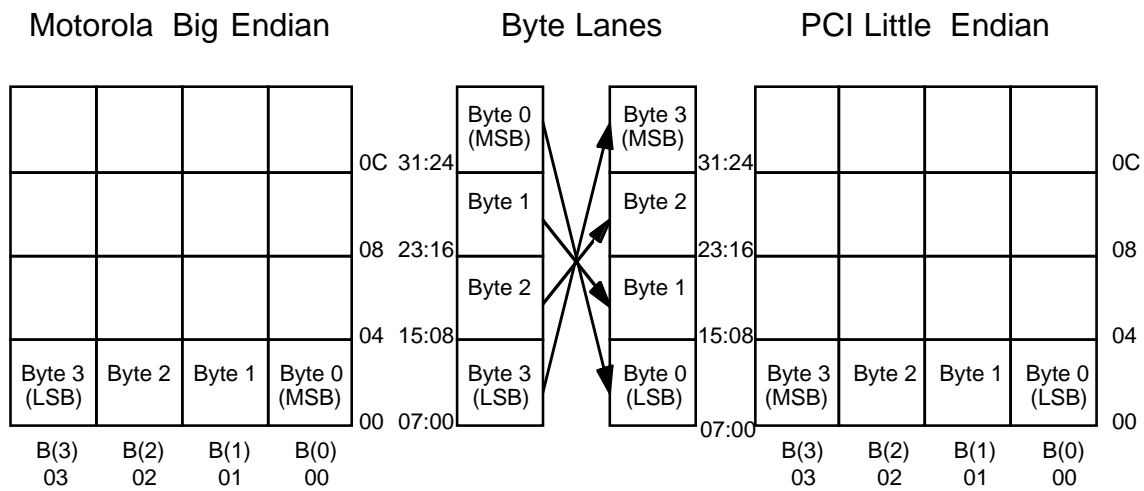 Motorola Big Endian
Byte Lanes
PCI Little Endian
Byte 0
(MSB)
Byte 3
(MSB)
0C 31:24
31:24
0C
Byte 1
Byte 2
08 23:16
23:16
08
Byte 2
Byte 1
04 15:08
15:08
04
Byte 3
(LSB)
Byte 2
Byte 1
Byte 0
(MSB)
Byte 3
(LSB)
Byte 0
(LSB)
Byte 3
(MSB)
Byte 2
Byte 1
Byte 0
(LSB)
00 07:00
07:00
00
B(3)
03
B(2)
02
B(1)
01
B(0)
00
B(3)
03
B(2)
02
B(1)
01
B(0)
00